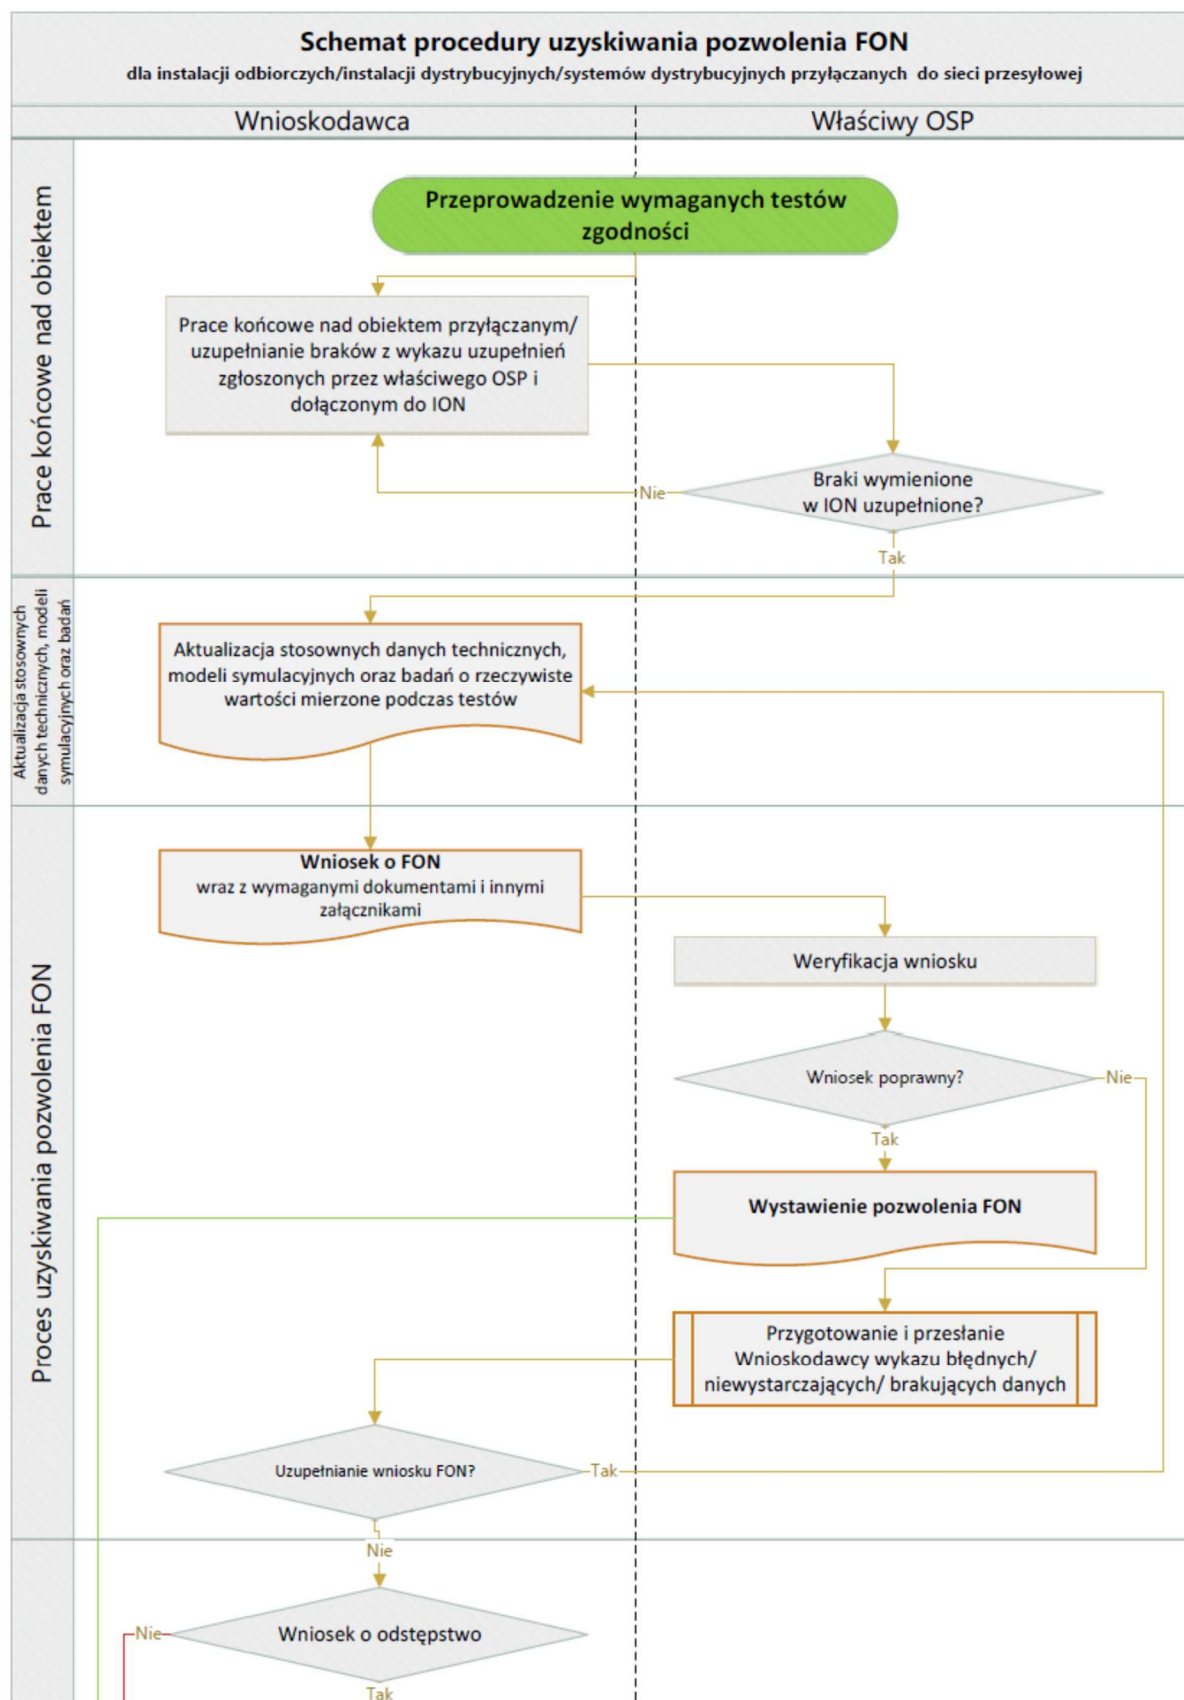 Schemat procedury uzyskiwania pozwolenia FON
dla instalacji odbiorczych/instalacji dystrybucyjnych/systemów dystrybucyjnych przyłączanych do sieci przesyłowej
Wnioskodawca
Właściwy OSP
Prace końcowe nad obiektem
Przeprowadzenie wymaganych testów
zgodności
Prace końcowe nad obiektem przyłączanym/
uzupełnianie braków z wykazu uzupełnień
zgłoszonych przez właściwego OSP i
dołączonym do ION
Braki wymienione
w ION uzupełnione?
Nie
Tak
Aktualizacja stosownych
danych technicznych, modeli
symulacyjnych oraz badań
Aktualizacja stosownych danych technicznych,
modeli symulacyjnych oraz badań o rzeczywiste
wartości mierzone podczas testów
Proces uzyskiwania pozwolenia FON
Wniosek o FON
wraz z wymaganymi dokumentami i innymi
załącznikami
Weryfikacja wniosku
Wniosek poprawny?
Nie
Tak
Wystawienie pozwolenia FON
Przygotowanie i przesłanie
Wnioskodawcy wykazu błędnych/
niewystarczających/ brakujących danych
Uzupełnianie wniosku FON?
Tak
Nie
Nie
Wniosek o odstępstwo
Tak